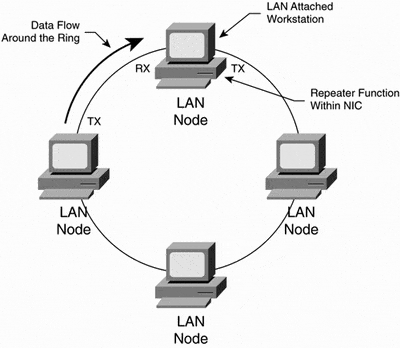 Data Flow
Around the Ring
LAN Attached
Workstation
RX
TX
Repeater Function
Within NIC
LAN
Node
TX
LAN
Node
LAN
Node
LAN
Node